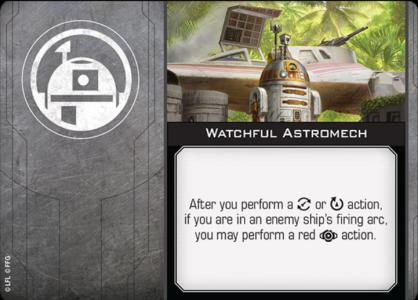 WATCHFUL ASTROMECH
After you perform a or action,
if you are in an enemy ship's firing arc,
you may perform a red action.
©LFL ©FFG